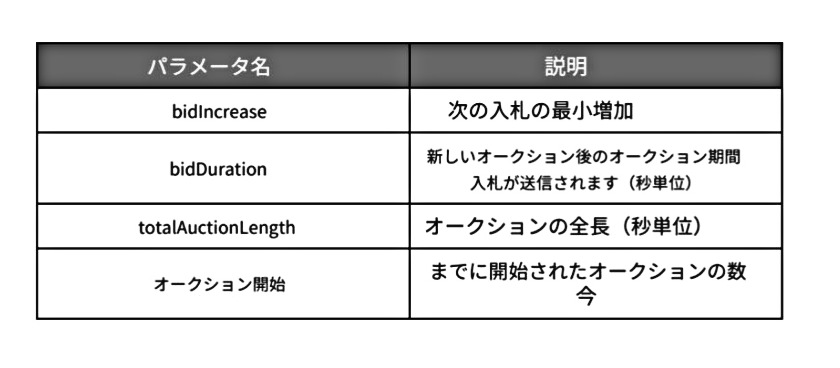 パラメータ名
説明
bidIncrease
次の入札の最小増加
bidDuration
新しいオークション後のオークション期間
入札が送信されます（秒単位）
totalAuctionLength
オークションの全長（秒単位）
オークション開始
までに開始されたオークションの数
今